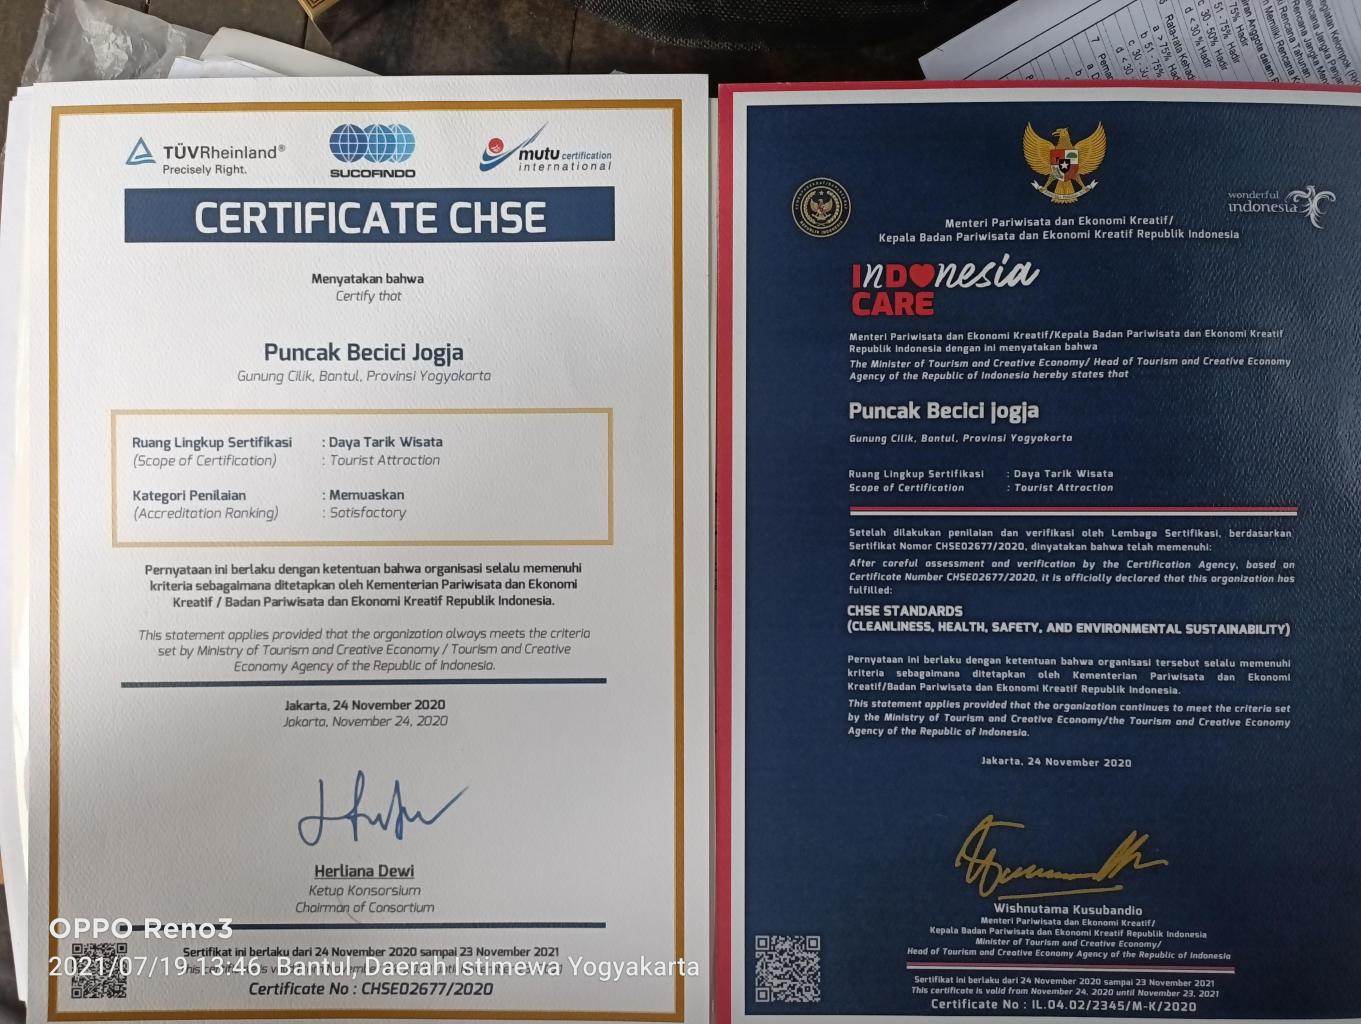 TÜVRheinland®
Precisely Right.
SUCOFINDO
mutu certification
international
CERTIFICATE CHSE
Menyatakan bahwa
Certify that
Puncak Becici Jogja
Gunung Cilik, Bantul, Provinsi Yogyakarta
Ruang Lingkup Sertifikasi : Daya Tarik Wisata
(Scope of Certification) : Tourist Attraction
Kategori Penilaian : Memuaskan
(Accreditation Ranking) : Satisfactory
Pernyataan ini berlaku dengan ketentuan bahwa organisasi selalu memenuhi
kriteria sebagaimana ditetapkan oleh Kementerian Pariwisata dan Ekonomi
Kreatif / Badan Pariwisata dan Ekonomi Kreatif Republik Indonesia.
This statement applies provided that the organization always meets the criteria
set by Ministry of Tourism and Creative Economy / Tourism and Creative
Economy Agency of the Republic of Indonesia.
Jakarta, 24 November 2020
Jakarta, November 24, 2020
Herliana Dewi
Ketua Konsorsium
Chairman of Consortium
Sertifikat ini berlaku dari 24 November 2020 sampai 23 November 2021
Certificate No : CHSE02677/2020
OPPO Reno3
2021/07/19 13:46 Bantul, Daerah Istimewa Yogyakarta
wonderful
indonesia
Menteri Pariwisata dan Ekonomi Kreatif/
Kepala Badan Pariwisata dan Ekonomi Kreatif Republik Indonesia
INDONesia
CARE
Menteri Pariwisata dan Ekonomi Kreatif/Kepala Badan Pariwisata dan Ekonomi Kreatif
Republik Indonesia dengan ini menyatakan bahwa
The Minister of Tourism and Creative Economy/ Head of Tourism and Creative Economy
Agency of the Republic of Indonesia hereby states that
Puncak Becici Jogja
Gunung Cilik, Bantul, Provinsi Yogyakarta
Ruang Lingkup Sertifikasi : Daya Tarik Wisata
Scope of Certification : Tourist Attraction
Setelah dilakukan penilaian dan verifikasi oleh Lembaga Sertifikasi, berdasarkan
Sertifikat Nomor CHSE02677/2020, dinyatakan bahwa telah memenuhi:
After careful assessment and verification by the Certification Agency, based on
Certificate Number CHSE02677/2020, it is officially declared that this organization has
fulfilled:
CHSE STANDARDS
(CLEANLINESS, HEALTH, SAFETY, AND ENVIRONMENTAL SUSTAINABILITY)
Pernyataan ini berlaku dengan ketentuan bahwa organisasi tersebut selalu memenuhi
kriteria sebagaimana ditetapkan oleh Kementerian Pariwisata dan Ekonomi
Kreatif/Badan Pariwisata dan Ekonomi Kreatif Republik Indonesia.
This statement applies provided that the organization continues to meet the criteria set
by the Ministry of Tourism and Creative Economy/the Tourism and Creative Economy
Agency of the Republic of Indonesia.
Jakarta, 24 November 2020
Wishnutama Kusubandio
Menteri Pariwisata dan Ekonomi Kreatif/
Kepala Badan Pariwisata dan Ekonomi Kreatif Republik Indonesia
Minister of Tourism and Creative Economy/
Head of Tourism and Creative Economy Agency of the Republic of Indonesia
Sertifikat ini berlaku dari 24 November 2020 sampai 23 November 2021
This certificate is valid from November 24, 2020 until November 23, 2021
Certificate No : IL.04.02/2345/M-K/2020